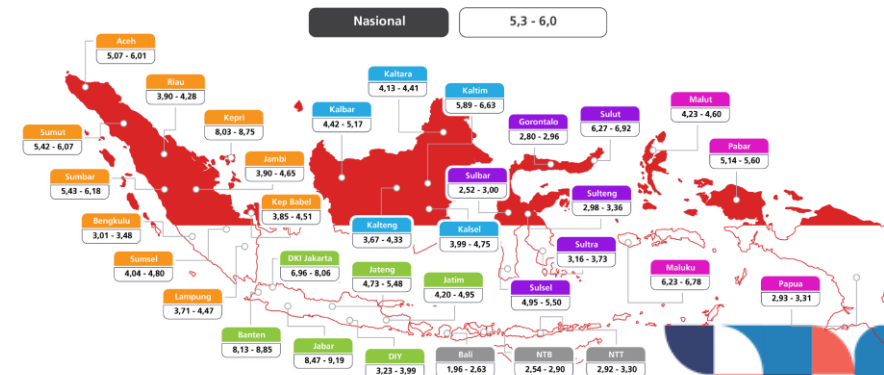 Nasional
5,3 - 6,0
Aceh
5,07 - 6,01
Riau
3,90 - 4,28
Kepri
8,03 - 8,75
Sumut
5,42 - 6,07
Jambi
3,90 - 4,65
Sumbar
5,43 - 6,18
Kep Babel
3,85 - 4,51
Bengkulu
3,01 - 3,48
Sumsel
4,04 - 4,80
Lampung
3,71 - 4,47
Kaltara
4,13 - 4,41
Kaltim
5,89 - 6,63
Kalbar
4,42 - 5,17
Kalteng
3,67 - 4,33
Kalsel
3,99 - 4,75
Gorontalo
2,80 - 2,96
Sulut
6,27 - 6,92
Sulbar
2,52 - 3,00
Sulteng
2,98 - 3,36
Sultra
3,16 - 3,73
Sulsel
4,95 - 5,50
Malut
4,23 - 4,60
Pabar
5,14 - 5,60
Maluku
6,23 - 6,78
Papua
2,93 - 3,31
DKI Jakarta
6,96 - 8,06
Jateng
4,73 - 5,48
Jatim
4,20 - 4,95
Banten
8,13 - 8,85
Jabar
8,47 - 9,19
DIY
3,23 - 3,99
Bali
1,96 - 2,63
NTB
2,54 - 2,90
NTT
2,92 - 3,30